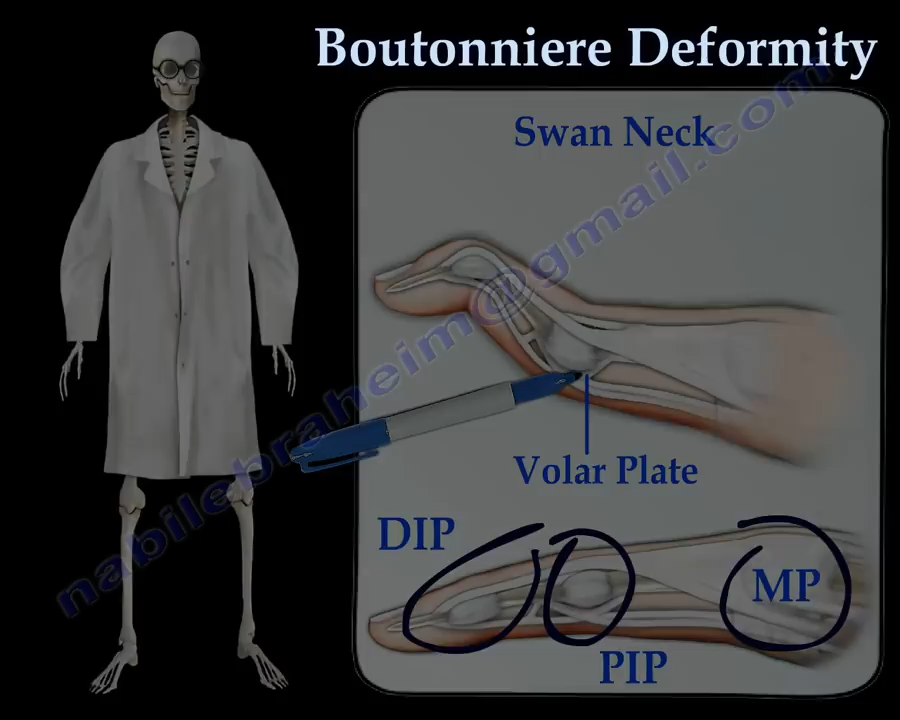 Boutonniere Deformity
Swan Neck
Volar Plate
DIP
MP
PIP
nabilebraheim@gmail.com